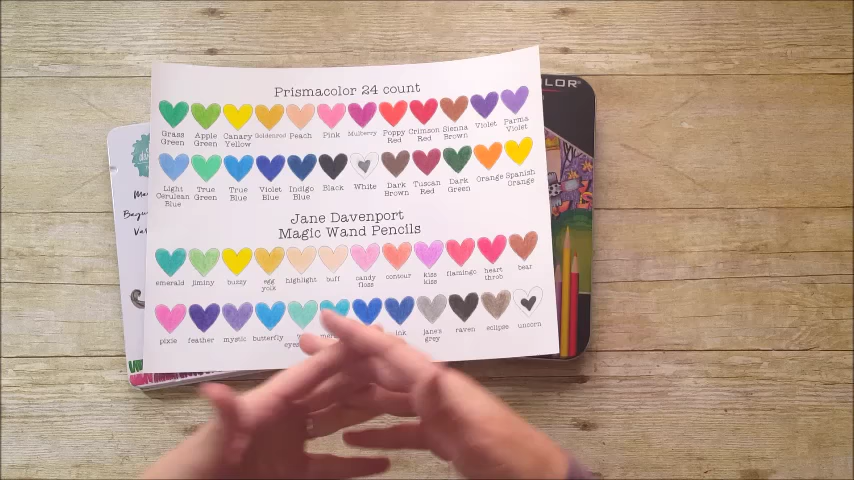 Prismacolor 24 count
Grass Green
Apple Green
Canary Yellow
Goldenrod
Peach
Pink
Mulberry
Poppy Red
Crimson Red
Sienna Brown
Violet
Parma Violet
Light Cerulean Blue
True Green
True Blue
Violet Blue
Indigo Blue
Black
White
Dark Brown
Tuscan Red
Dark Green
Orange
Spanish Orange
Jane Davenport
Magic Wand Pencils
emerald
jiminy
buzzy
egg yolk
highlight
buff
candy floss
contour
kiss kiss
flamingo
heart throb
bear
pixie
feather
mystic
butterfly
ink
jane's grey
raven
eclipse
unicorn